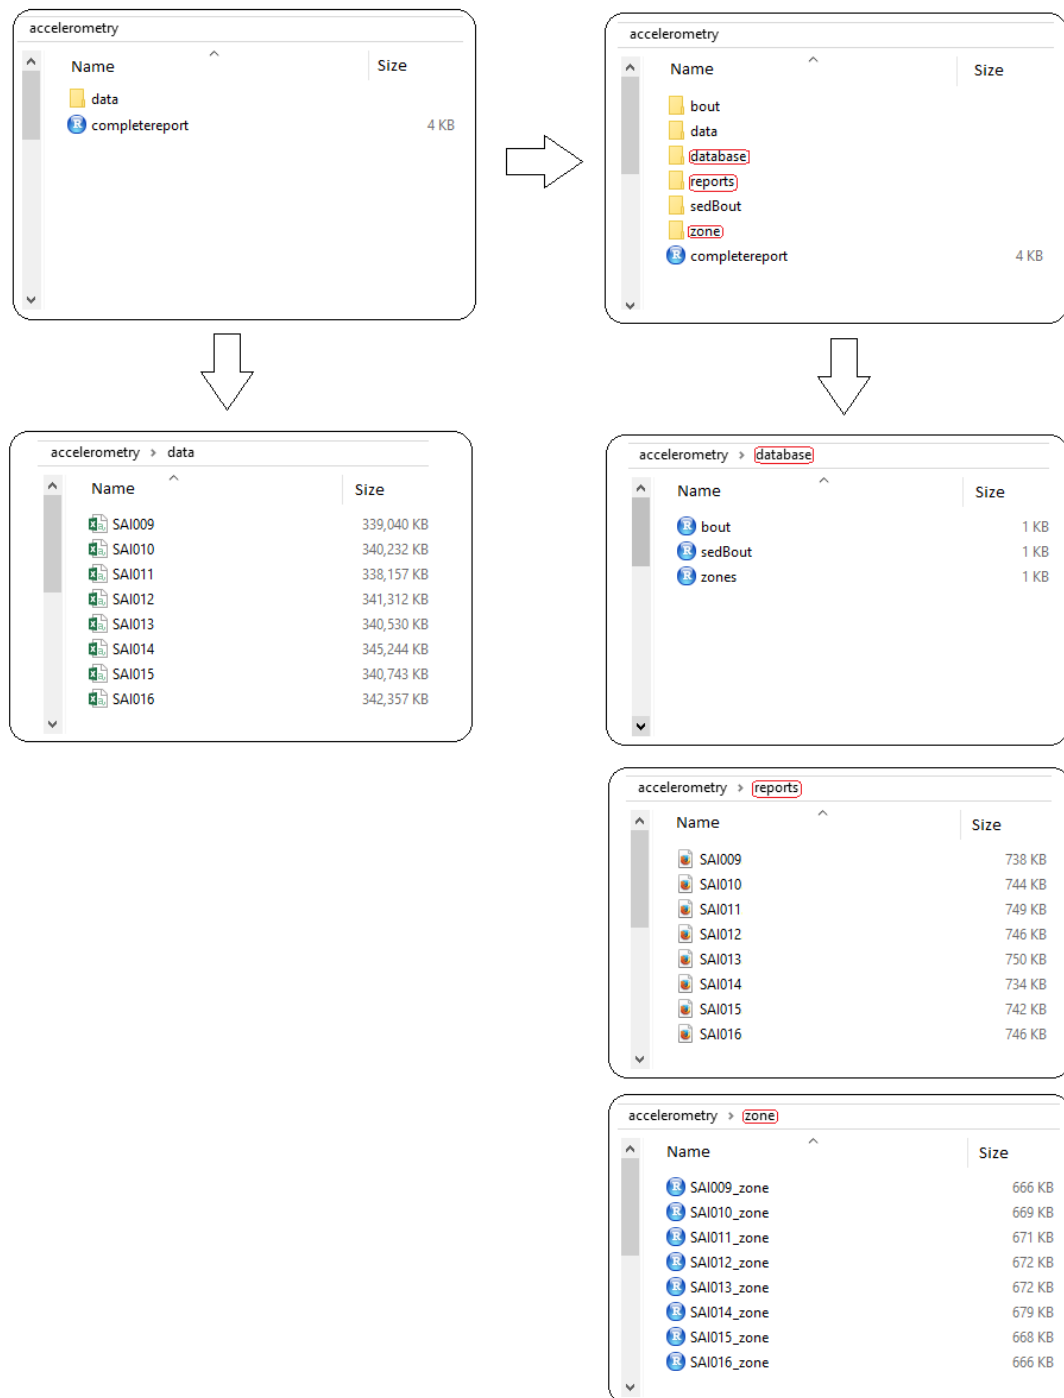 accelerometry
Name Size
data
completereport 4 KB
accelerometry
Name Size
bout
data
database
reports
sedBout
zone
completereport 4 KB
accelerometry > data
Name Size
SAI009 339,040 KB
SAI010 340,232 KB
SAI011 338,157 KB
SAI012 341,312 KB
SAI013 340,530 KB
SAI014 345,244 KB
SAI015 340,743 KB
SAI016 342,357 KB
accelerometry > database
Name Size
bout 1 KB
sedBout 1 KB
zones 1 KB
accelerometry > reports
Name Size
SAI009 738 KB
SAI010 744 KB
SAI011 749 KB
SAI012 746 KB
SAI013 750 KB
SAI014 734 KB
SAI015 742 KB
SAI016 746 KB
accelerometry > zone
Name Size
SAI009_zone 666 KB
SAI010_zone 669 KB
SAI011_zone 671 KB
SAI012_zone 672 KB
SAI013_zone 672 KB
SAI014_zone 679 KB
SAI015_zone 668 KB
SAI016_zone 666 KB